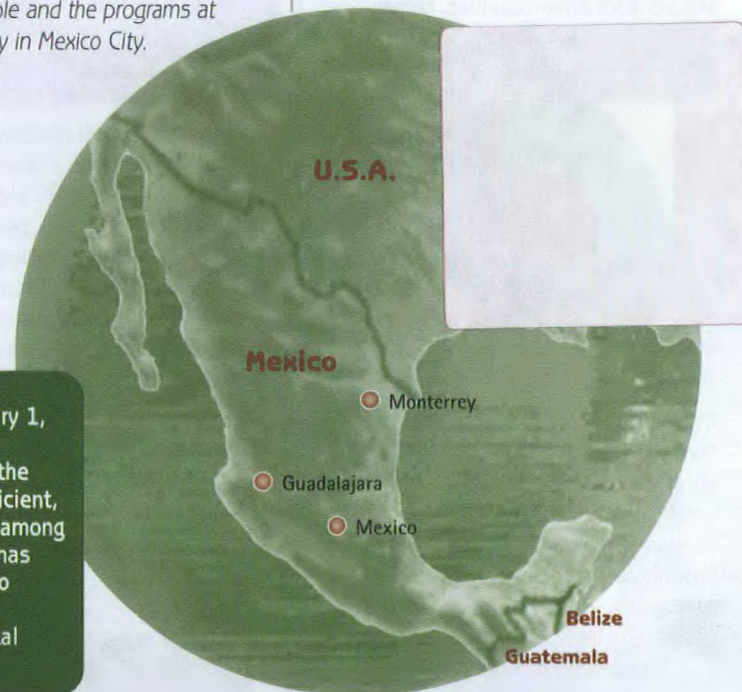 ble and the programs at
y in Mexico City.
U.S.A.
Mexico
Monterrey
Guadalajara
Mexico
Belize
Guatemala
ry 1,
the
icient,
among
has
o
al